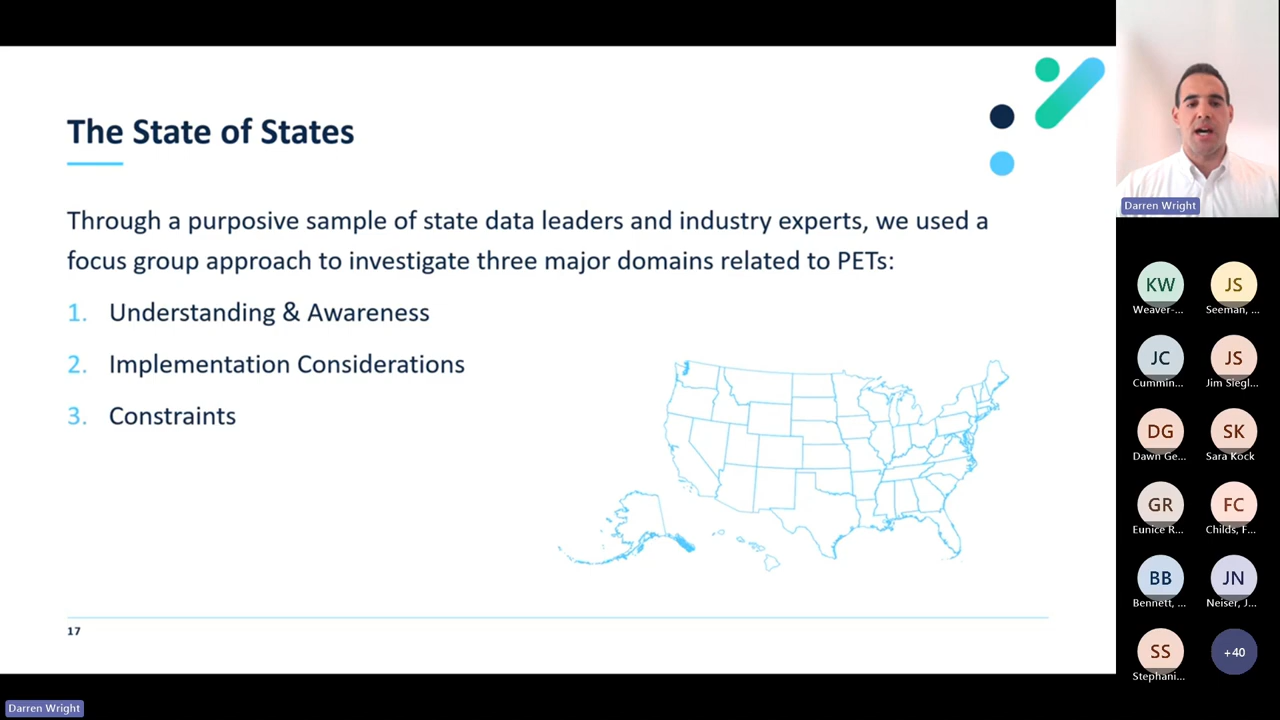 The State of States
Through a purposive sample of state data leaders and industry experts, we used a
focus group approach to investigate three major domains related to PETs:
1. Understanding & Awareness
2. Implementation Considerations
3. Constraints
17
Darren Wright
Darren Wright
KW
Weaver-...
JS
Seeman, ...
JC
Cummin...
JS
Jim Siegl...
DG
Dawn Ge...
SK
Sara Kock
GR
Eunice R...
FC
Childs, F...
BB
Bennett, ...
JN
Neiser, J...
SS
Stephani...
+40